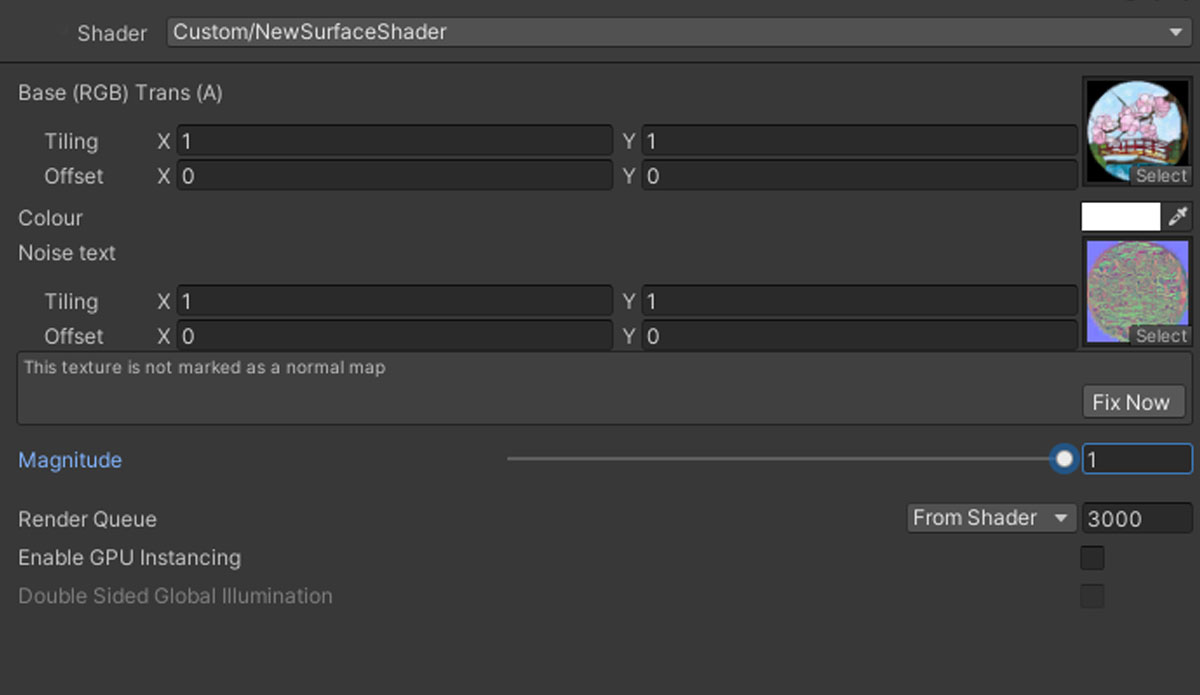 Shader Custom/NewSurfaceShader
Base (RGB) Trans (A)
Tiling X 1 Y 1
Offset X 0 Y 0
Select
Colour
Noise text
Tiling X 1 Y 1
Offset X 0 Y 0
Select
This texture is not marked as a normal map
Fix Now
Magnitude 1
Render Queue From Shader 3000
Enable GPU Instancing
Double Sided Global Illumination